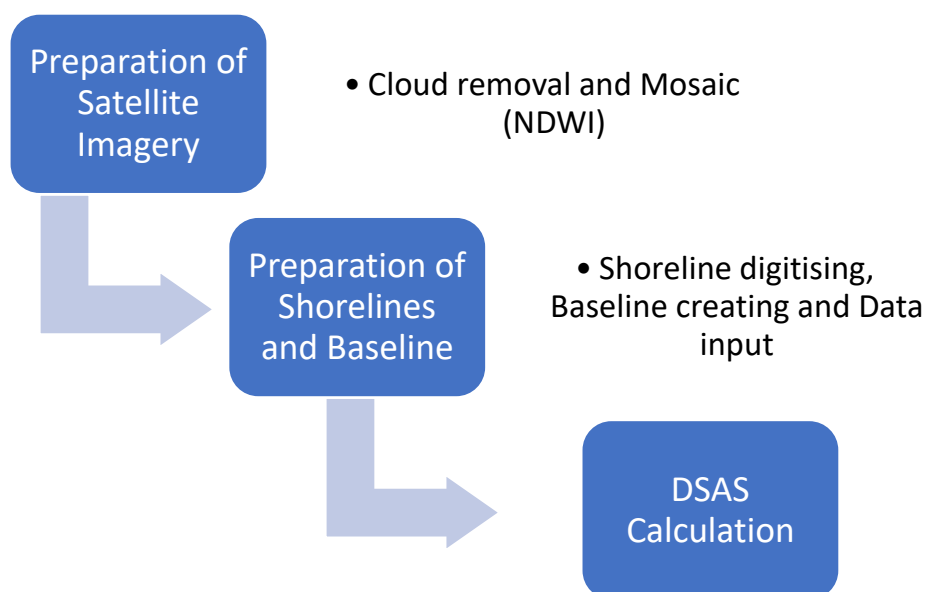 Preparation of
Satellite
Imagery
• Cloud removal and Mosaic
(NDWI)
Preparation of
Shorelines
and Baseline
• Shoreline digitising,
Baseline creating and Data
input
DSAS
Calculation